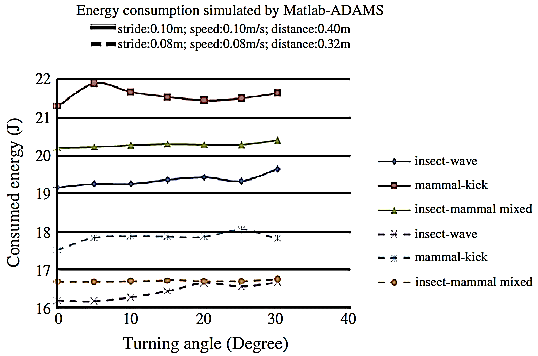 Energy consumption simulated by Matlab-ADAMS
stride:0.10m; speed:0.10m/s; distance:0.40m
stride:0.08m; speed:0.08m/s; distance:0.32m
22
21
20
19
18
17
16
0
10
20
30
40
Consumed energy (J)
Turning angle (Degree)
insect-wave
mammal-kick
insect-mammal mixed
insect-wave
mammal-kick
insect-mammal mixed